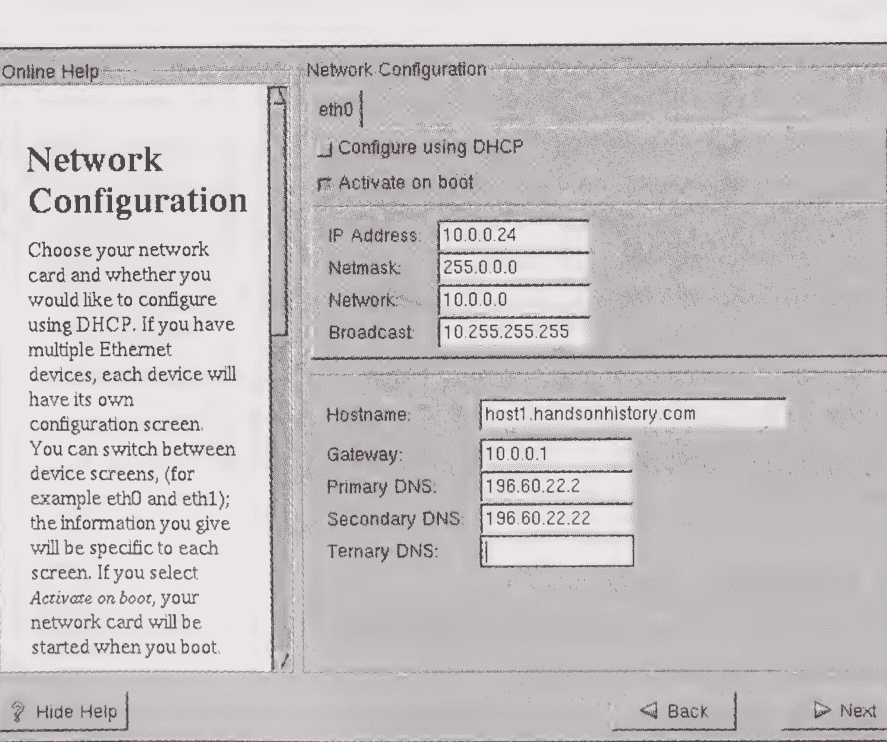 Online Help
Network
Configuration
Choose your network
card and whether you
would like to configure
using DHCP. If you have
multiple Ethernet
devices, each device will
have its own
configuration screen.
You can switch between
device screens, (for
example eth0 and eth1);
the information you give
will be specific to each
screen. If you select
Activate on boot, your
network card will be
started when you boot.
Network Configuration
eth0
Configure using DHCP
Activate on boot
IP Address: 10.0.0.24
Netmask: 255.0.0.0
Network: 10.0.0.0
Broadcast: 10.255.255.255
Hostname: host1.handsonhistory.com
Gateway: 10.0.0.1
Primary DNS: 196.60.22.2
Secondary DNS: 196.60.22.22
Ternary DNS:
Hide Help Back Next